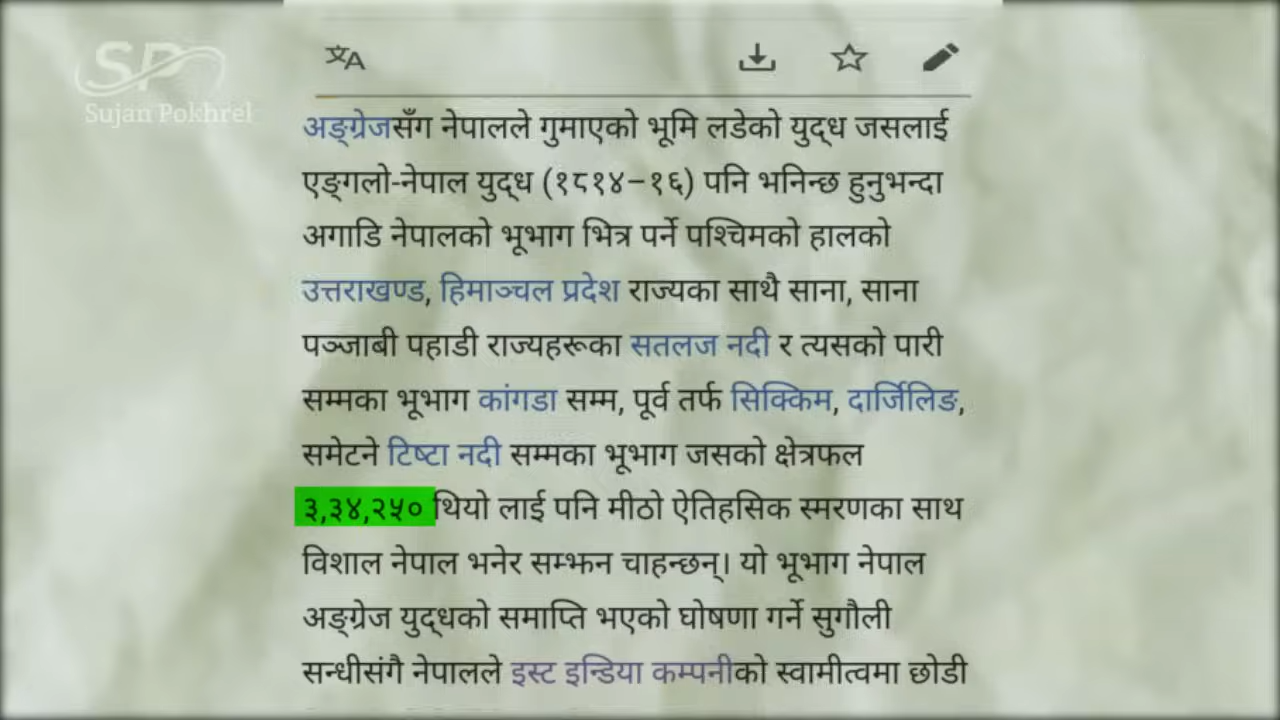 SP
Sujan Pokhrel
文A
अङ्ग्रेजसँग नेपालले गुमाएको भूमि लडेको युद्ध जसलाई
एङ्गलो-नेपाल युद्ध (१८१४–१६) पनि भनिन्छ हुनुभन्दा
अगाडि नेपालको भूभाग भित्र पर्ने पश्चिमको हालको
उत्तराखण्ड, हिमाञ्चल प्रदेश राज्यका साथै साना, साना
पञ्जाबी पहाडी राज्यहरूका सतलज नदी र त्यसको पारी
सम्मका भूभाग कांगडा सम्म, पूर्व तर्फ सिक्किम, दार्जिलिङ,
समेटने टिष्टा नदी सम्मका भूभाग जसको क्षेत्रफल
३,३४,२५० थियो लाई पनि मीठो ऐतिहसिक स्मरणका साथ
विशाल नेपाल भनेर सम्झन चाहन्छन्। यो भूभाग नेपाल
अङ्ग्रेज युद्धको समाप्ति भएको घोषणा गर्ने सुगौली
सन्धीसंगै नेपालले इस्ट इन्डिया कम्पनीको स्वामीत्वमा छोडी